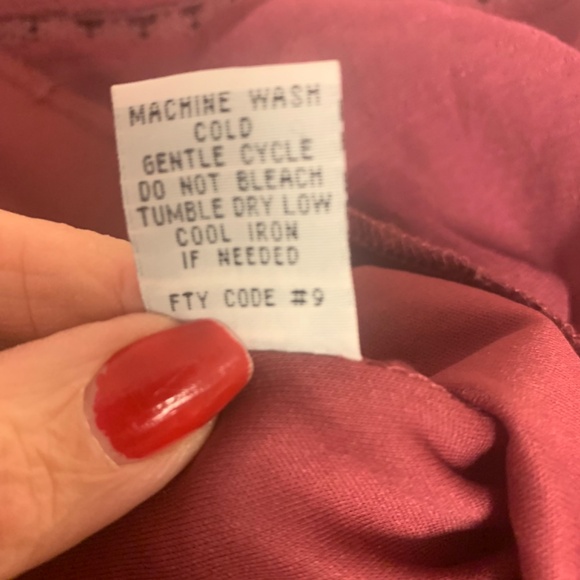 MACHINE WASH
COLD
GENTLE CYCLE
DO NOT BLEACH
TUMBLE DRY LOW
COOL IRON
IF NEEDED
FTY CODE #9